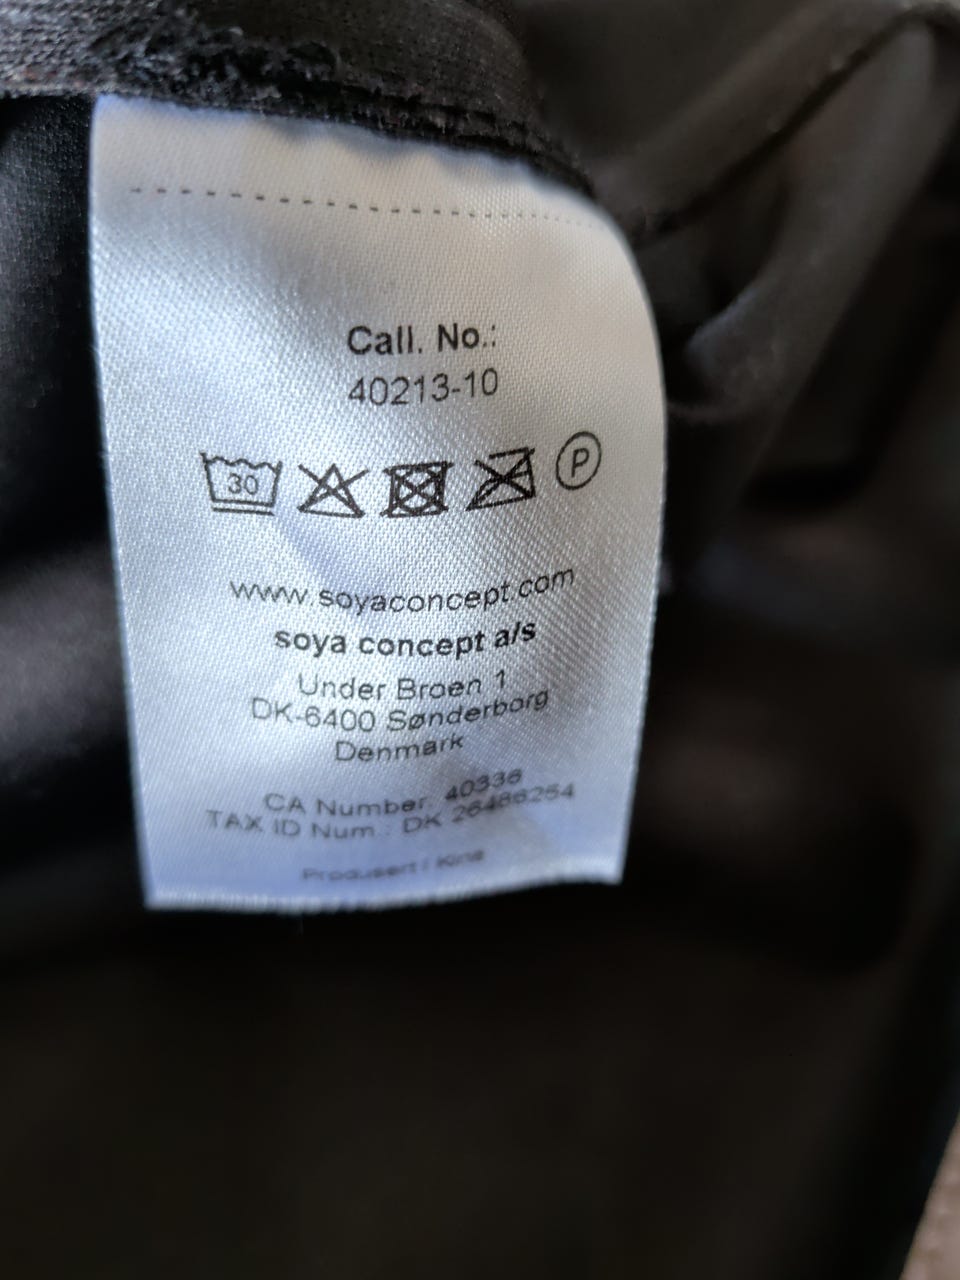 Call. No.:
40213-10
30
P
www.soyaconcept.com
soya concept a/s
Under Broen 1
DK-6400 Sønderborg
Denmark
CA Number. 40336
TAX ID Num.: DK 26486254
Produsert i Kina